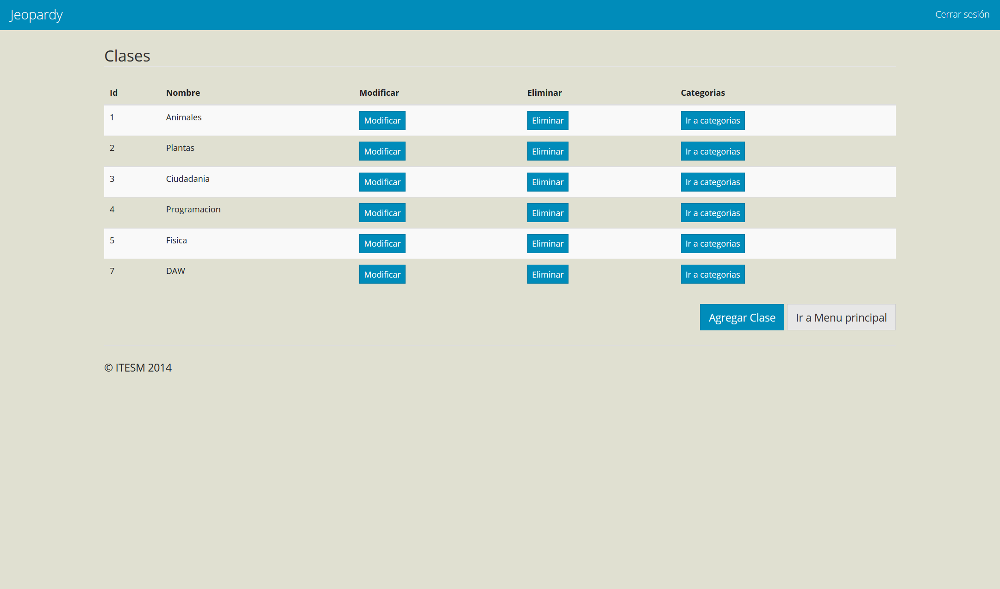 Jeopardy Cerrar sesión
Clases
Id Nombre Modificar Eliminar Categorias
1 Animales Modificar Eliminar Ir a categorias
2 Plantas Modificar Eliminar Ir a categorias
3 Ciudadania Modificar Eliminar Ir a categorias
4 Programacion Modificar Eliminar Ir a categorias
5 Fisica Modificar Eliminar Ir a categorias
7 DAW Modificar Eliminar Ir a categorias
Agregar Clase Ir a Menu principal
© ITESM 2014